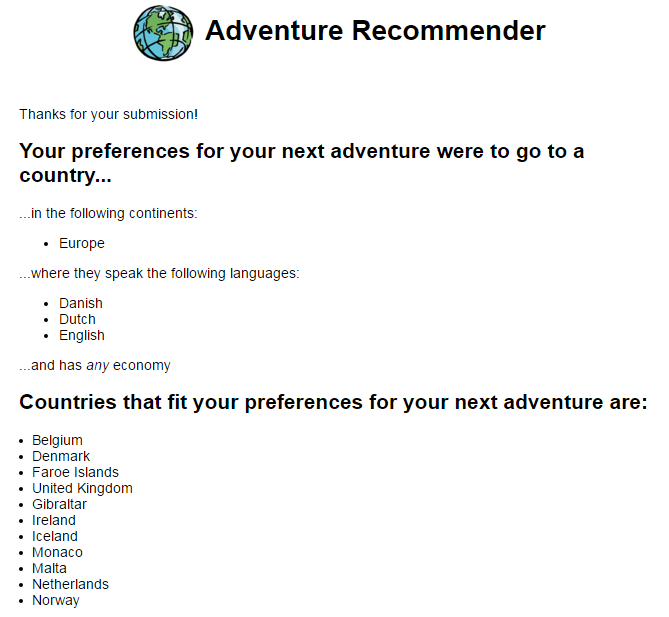 Adventure Recommender
Thanks for your submission!
Your preferences for your next adventure were to go to a
country...
...in the following continents:
• Europe
...where they speak the following languages:
• Danish
• Dutch
• English
...and has any economy
Countries that fit your preferences for your next adventure are:
• Belgium
• Denmark
• Faroe Islands
• United Kingdom
• Gibraltar
• Ireland
• Iceland
• Monaco
• Malta
• Netherlands
• Norway